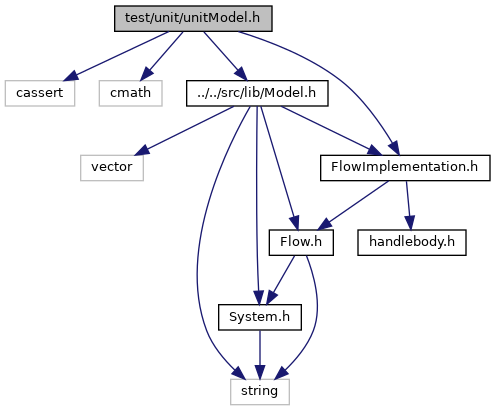 test/unit/unitModel.h
cassert
cmath
../../src/lib/Model.h
vector
FlowImplementation.h
Flow.h
handlebody.h
System.h
string